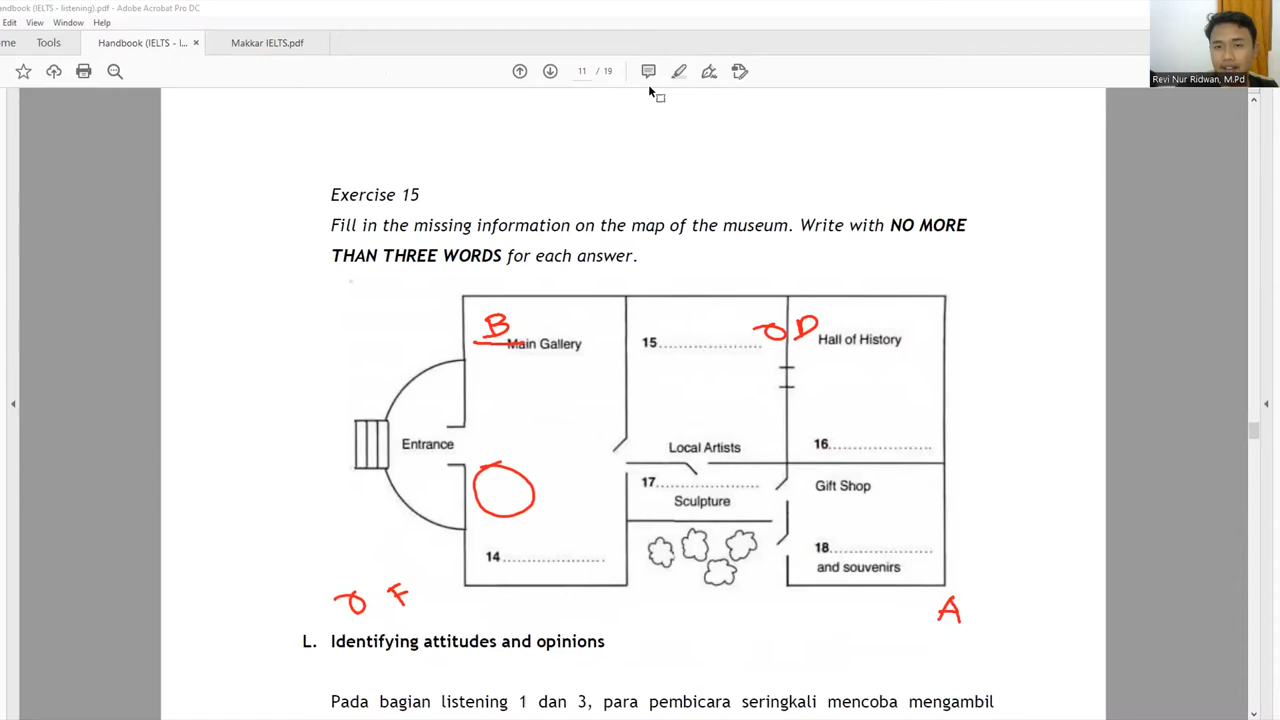 andbook (IELTS - listening).pdf - Adobe Acrobat Pro DC
Edit View Window Help
ome Tools Handbook (IELTS - l... × Makkar IELTS.pdf
11 / 19
Revi Nur Ridwan, M.Pd
Exercise 15
Fill in the missing information on the map of the museum. Write with NO MORE
THAN THREE WORDS for each answer.
B
D
Main Gallery
15
Hall of History
Entrance
Local Artists
16
17
Sculpture
Gift Shop
14
18
and souvenirs
F
A
L. Identifying attitudes and opinions
Pada bagian listening 1 dan 3, para pembicara seringkali mencoba mengambil